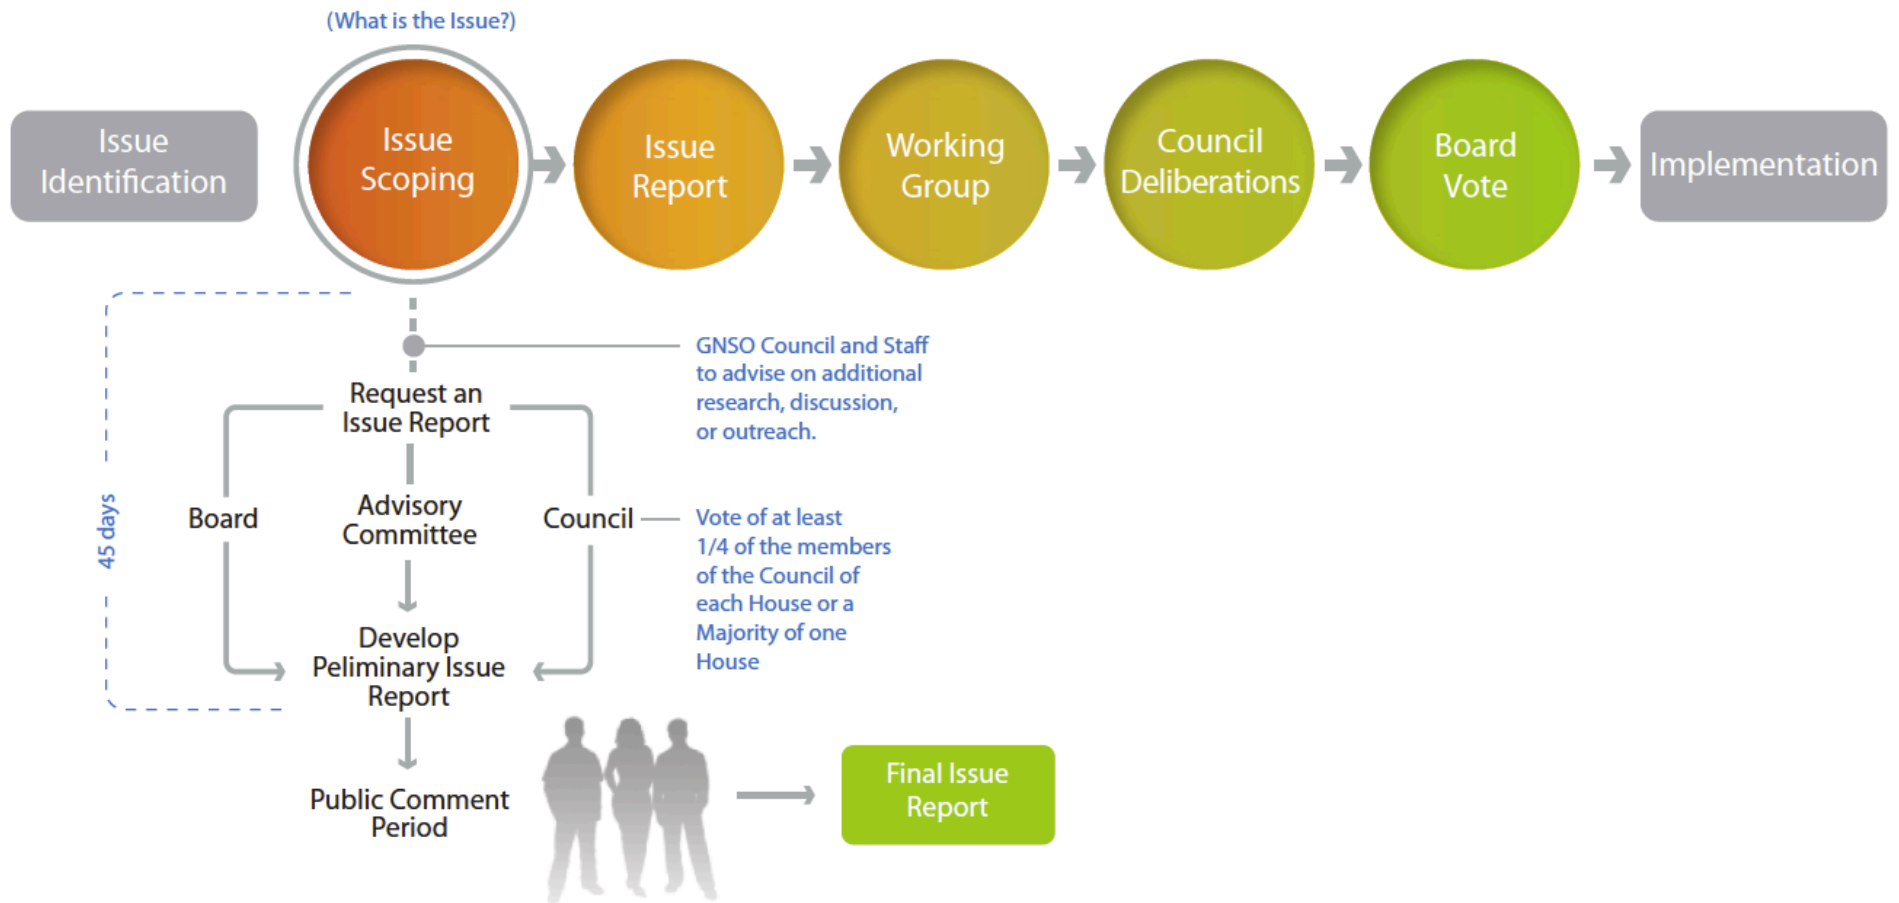 (What is the Issue?)
Issue
Identification
Issue
Scoping
Issue
Report
Working
Group
Council
Deliberations
Board
Vote
Implementation
GNSO Council and Staff
to advise on additional
research, discussion,
or outreach.
Request an
Issue Report
45 days
Board
Advisory
Committee
Council
Vote of at least
1/4 of the members
of the Council of
each House or a
Majority of one
House
Develop
Peliminary Issue
Report
Public Comment
Period
Final Issue
Report